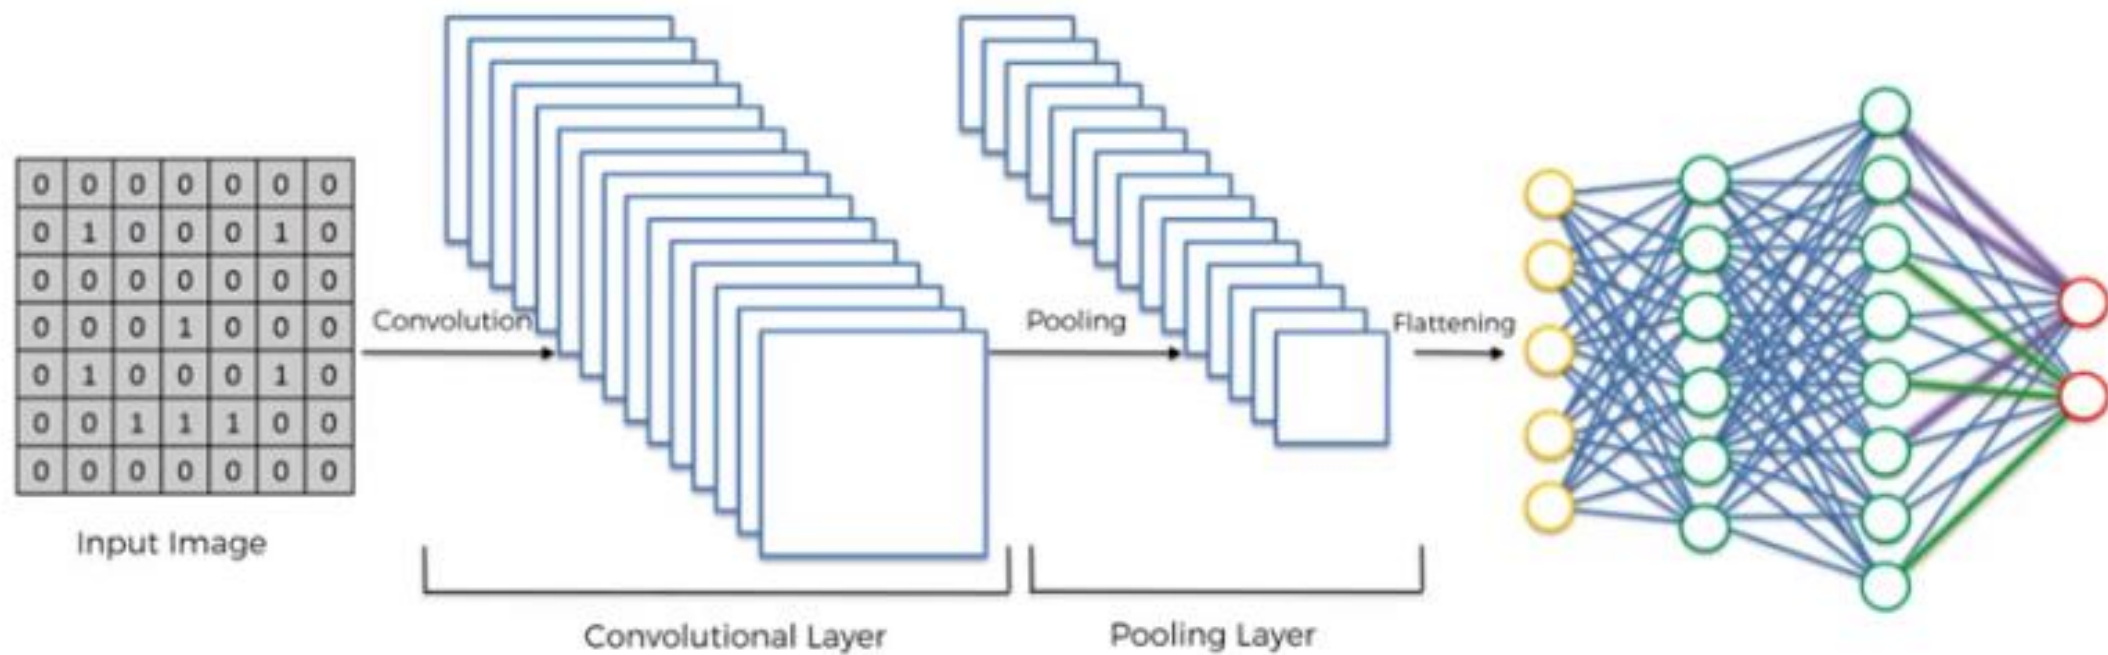 0 0 0 0 0 0 0
0 1 0 0 0 1 0
0 0 0 0 0 0 0
0 0 0 1 0 0 0
0 1 0 0 0 1 0
0 0 1 1 1 0 0
0 0 0 0 0 0 0
Input Image
Convolution
Convolutional Layer
Pooling
Pooling Layer
Flattening